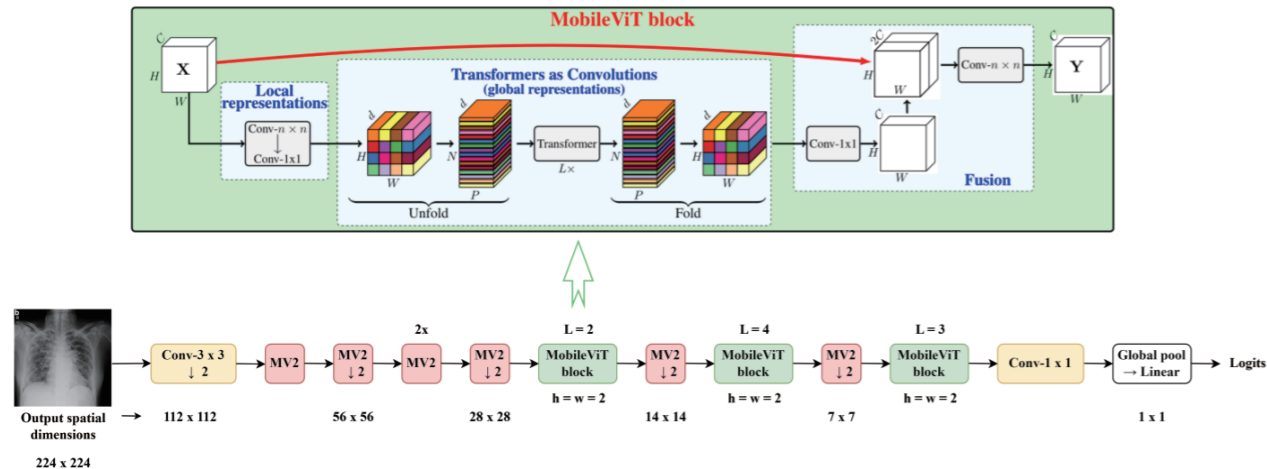 MobileViT block
C
H
X
W
Local
representations
Conv-n × n
↓
Conv-1x1
Transformers as Convolutions
(global representations)
d
H
W
d
N
P
Unfold
Transformer
L×
d
N
P
d
H
W
Fold
Conv-1x1
C
H
W
2C
H
W
Conv-n × n
Fusion
C
H
Y
W
Conv-3 x 3
↓ 2
MV2
MV2
↓ 2
2x
MV2
MV2
↓ 2
L = 2
MobileViT
block
h = w = 2
MV2
↓ 2
L = 4
MobileViT
block
h = w = 2
MV2
↓ 2
L = 3
MobileViT
block
h = w = 2
Conv-1 x 1
Global pool
→ Linear
Logits
Output spatial
dimensions
→
112 x 112
56 x 56
28 x 28
14 x 14
7 x 7
1 x 1
224 x 224